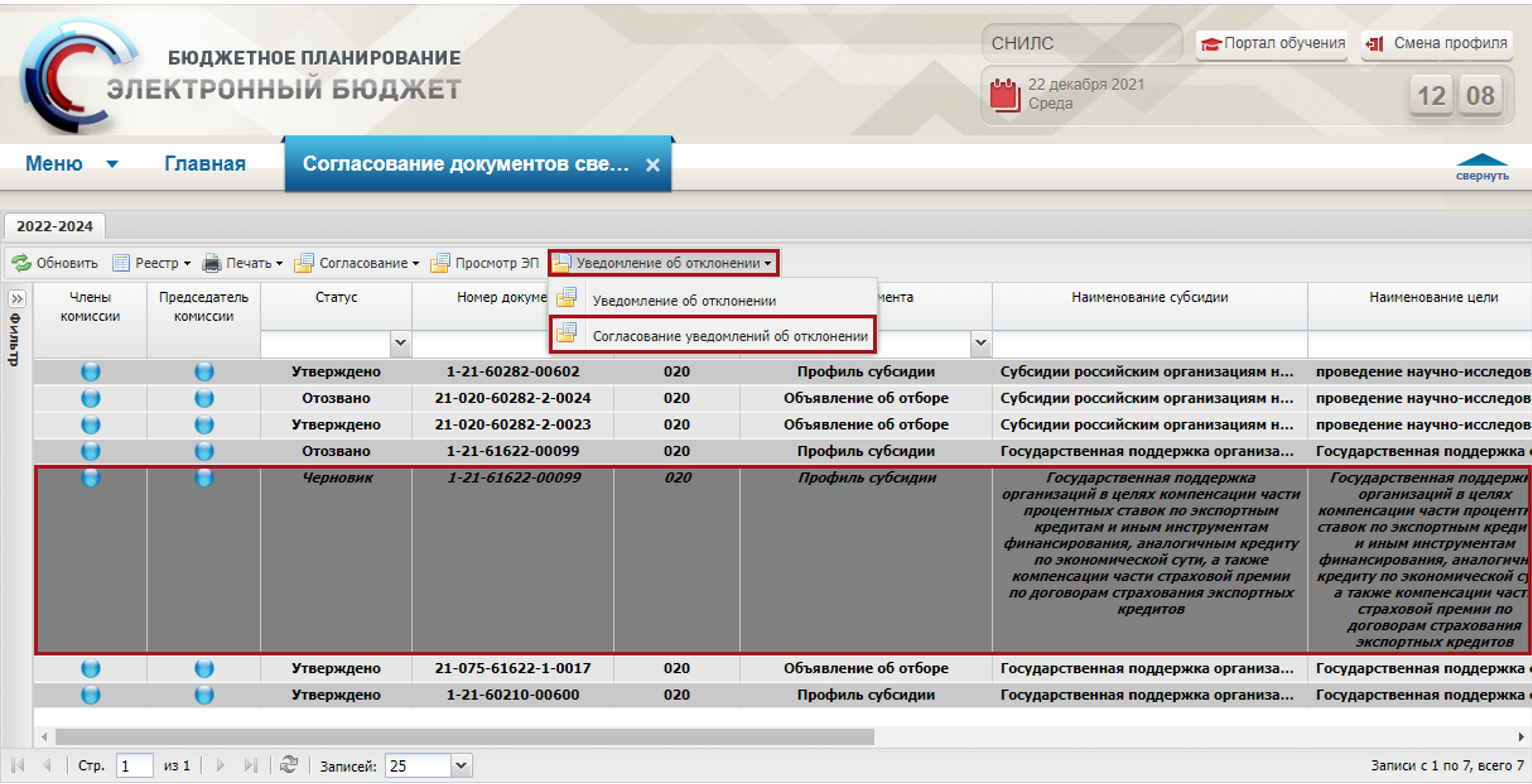 БЮДЖЕТНОЕ ПЛАНИРОВАНИЕ
ЭЛЕКТРОННЫЙ БЮДЖЕТ
СНИЛС
Портал обучения
Смена профиля
22 декабря 2021
Среда
12 08
Меню
Главная
Согласование документов све...
свернуть
2022-2024
Обновить Реестр Печать Согласование Просмотр ЭП Уведомление об отклонении
Уведомление об отклонении
Согласование уведомлений об отклонении
Фильтр
Члены комиссии
Председатель комиссии
Статус
Номер докуме
мента
Наименование субсидии
Наименование цели
Утверждено 1-21-60282-00602 020 Профиль субсидии Субсидии российским организациям н... проведение научно-исследов
Отозвано 21-020-60282-2-0024 020 Объявление об отборе Субсидии российским организациям н... проведение научно-исследов
Утверждено 21-020-60282-2-0023 020 Объявление об отборе Субсидии российским организациям н... проведение научно-исследов
Отозвано 1-21-61622-00099 020 Профиль субсидии Государственная поддержка организа... Государственная поддержка
Черновик 1-21-61622-00099 020 Профиль субсидии
Государственная поддержка
организаций в целях компенсации части
процентных ставок по экспортным
кредитам и иным инструментам
финансирования, аналогичным кредиту
по экономической сути, а также
компенсации части страховой премии
по договорам страхования экспортных
кредитов
Государственная поддержк
организаций в целях
компенсации части процентн
ставок по экспортным креди
и иным инструментам
финансирования, аналогичн
кредиту по экономической с
а также компенсации част
страховой премии по
договорам страхования
экспортных кредитов
Утверждено 21-075-61622-1-0017 020 Объявление об отборе Государственная поддержка организа... Государственная поддержка
Утверждено 1-21-60210-00600 020 Профиль субсидии Государственная поддержка организа... Государственная поддержка
Стр. 1 из 1 Записей: 25
Записи с 1 по 7, всего 7